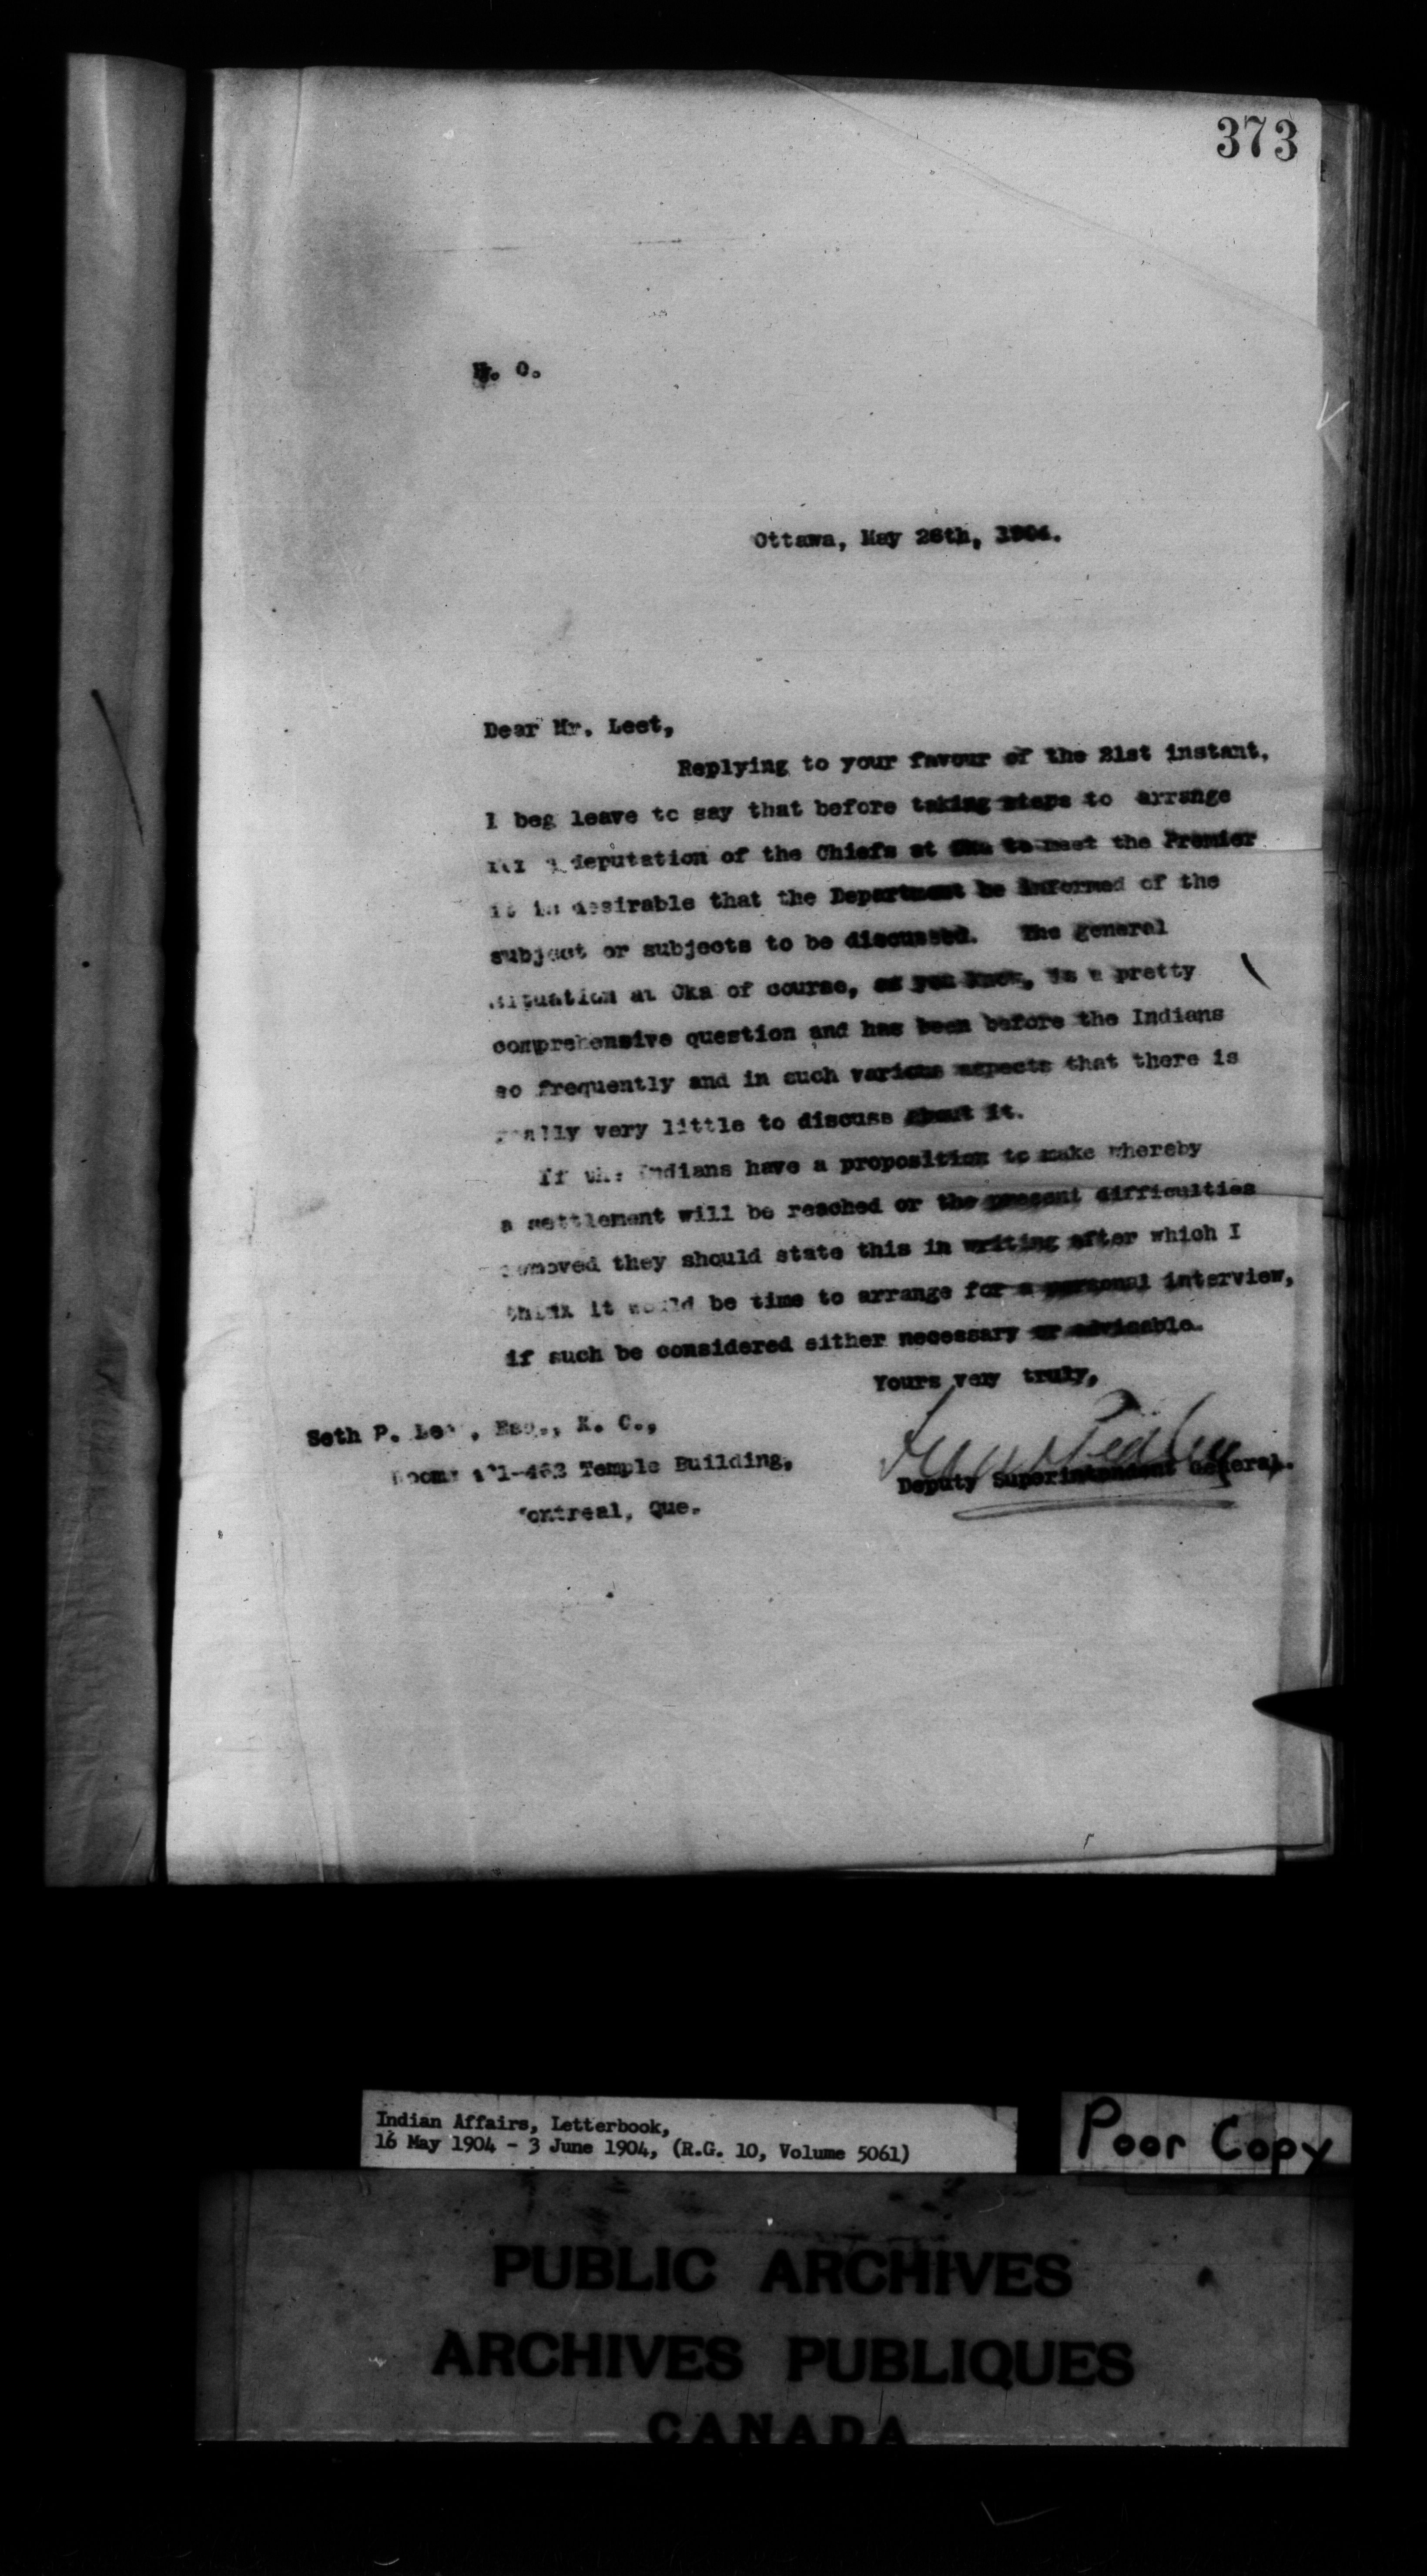 373
H. O.
Ottawa, May 26th, 1904.
Dear Mr. Leet,
Replying to your favour of the 21st instant,
I beg leave to say that before taking steps to arrange
for a deputation of the Chiefs at Oka to meet the Premier
it is desirable that the Department be informed of the
subject or subjects to be discussed. The general
situation at Oka of course, as you know, is a pretty
comprehensive question and has been before the Indians
so frequently and in such various aspects that there is
really very little to discuss about it.
If the Indians have a proposition to make whereby
a settlement will be reached or the present difficulties
removed they should state this in writing after which I
think it would be time to arrange for a personal interview,
if such be considered either necessary or advisable.
Yours very truly,
Seth P. Leet, Esq., K. C.,
Deputy Superintendent General.
Rooms Temple Building,
Montreal, Que.
Indian Affairs, Letterbook,
16 May 1904 - 3 June 1904, (R.G. 10, Volume 5061)
Poor Copy
PUBLIC ARCHIVES
ARCHIVES PUBLIQUES
CANADA